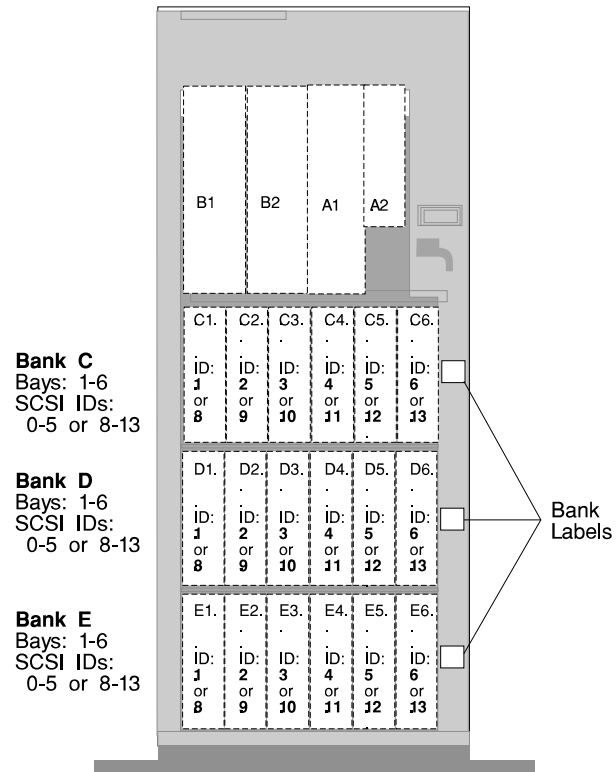 B1 B2 A1 A2
C1. C2. C3. C4. C5. C6.
. . . . . .
. ID: . ID: . ID: . ID: . ID: . ID:
1 2 3 4 5 6
or or or or or or
8 9 10 11 12 13
Bank C
Bays: 1-6
SCSI IDs:
0-5 or 8-13
D1. D2. D3. D4. D5. D6.
. . . . . .
. ID: . ID: . ID: . ID: . ID: . ID:
1 2 3 4 5 6
or or or or or or
8 9 10 11 12 13
Bank D
Bays: 1-6
SCSI IDs:
0-5 or 8-13
Bank
Labels
E1. E2. E3. E4. E5. E6.
. . . . . .
. ID: . ID: . ID: . ID: . ID: . ID:
1 2 3 4 5 6
or or or or or or
8 9 10 11 12 13
Bank E
Bays: 1-6
SCSI IDs:
0-5 or 8-13